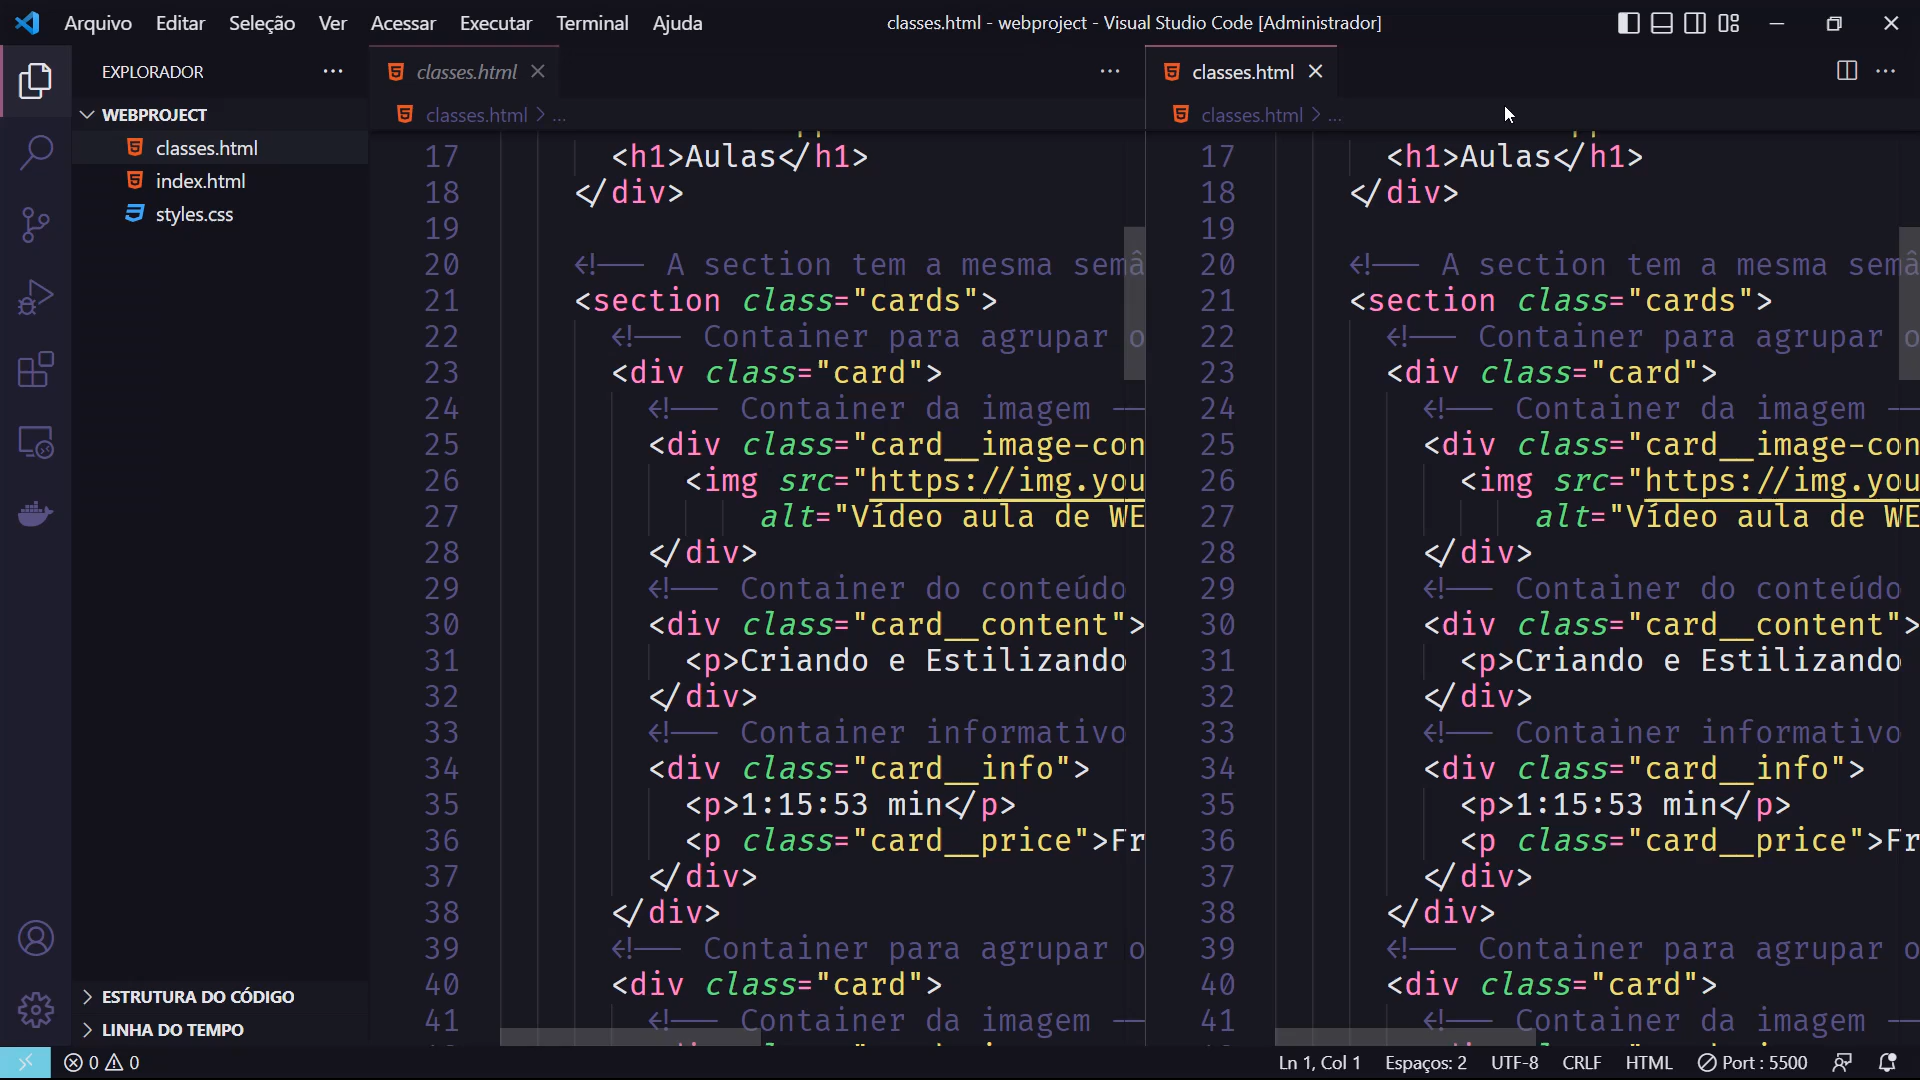 Arquivo Editar Seleção Ver Acessar Executar Terminal Ajuda
classes.html - webproject - Visual Studio Code [Administrador]
EXPLORADOR
WEBPROJECT
classes.html
index.html
styles.css
ESTRUTURA DO CÓDIGO
LINHA DO TEMPO
classes.html
classes.html > ...
17 <h1>Aulas</h1>
18 </div>
19
20 <!-- A section tem a mesma semâ
21 <section class="cards">
22 <!-- Container para agrupar o
23 <div class="card">
24 <!-- Container da imagem --
25 <div class="card__image-con
26 <img src="https://img.you
27 alt="Vídeo aula de WE
28 </div>
29 <!-- Container do conteúdo
30 <div class="card__content">
31 <p>Criando e Estilizando
32 </div>
33 <!-- Container informativo
34 <div class="card__info">
35 <p>1:15:53 min</p>
36 <p class="card__price">Fr
37 </div>
38 </div>
39 <!-- Container para agrupar o
40 <div class="card">
41 <!-- Container da imagem --
classes.html
classes.html > ...
17 <h1>Aulas</h1>
18 </div>
19
20 <!-- A section tem a mesma semâ
21 <section class="cards">
22 <!-- Container para agrupar o
23 <div class="card">
24 <!-- Container da imagem --
25 <div class="card__image-con
26 <img src="https://img.you
27 alt="Vídeo aula de WE
28 </div>
29 <!-- Container do conteúdo
30 <div class="card__content">
31 <p>Criando e Estilizando
32 </div>
33 <!-- Container informativo
34 <div class="card__info">
35 <p>1:15:53 min</p>
36 <p class="card__price">Fr
37 </div>
38 </div>
39 <!-- Container para agrupar o
40 <div class="card">
41 <!-- Container da imagem --
0 0
Ln 1, Col 1 Espaços: 2 UTF-8 CRLF HTML Port : 5500